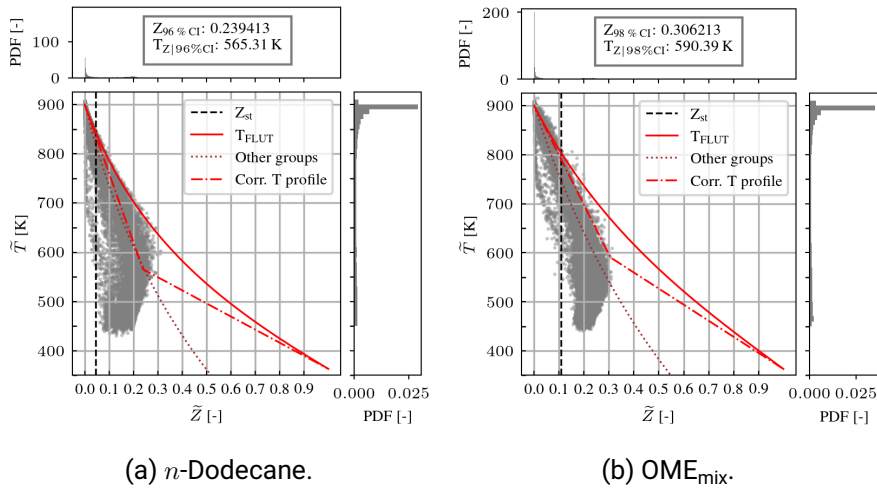 PDF [-]
100
0
Z96 % CI: 0.239413
TZ|96%CI: 565.31 K
900
800
700
600
500
400
T̃ [K]
Zst
TFLUT
Other groups
Corr. T profile
0.0 0.1 0.2 0.3 0.4 0.5 0.6 0.7 0.8 0.9
Z̃ [-]
0.000 0.025
PDF [-]
(a) n-Dodecane.
PDF [-]
200
0
Z98 % CI: 0.306213
TZ|98%CI: 590.39 K
900
800
700
600
500
400
T̃ [K]
Zst
TFLUT
Other groups
Corr. T profile
0.0 0.1 0.2 0.3 0.4 0.5 0.6 0.7 0.8 0.9
Z̃ [-]
0.000 0.025
PDF [-]
(b) OMEmix.